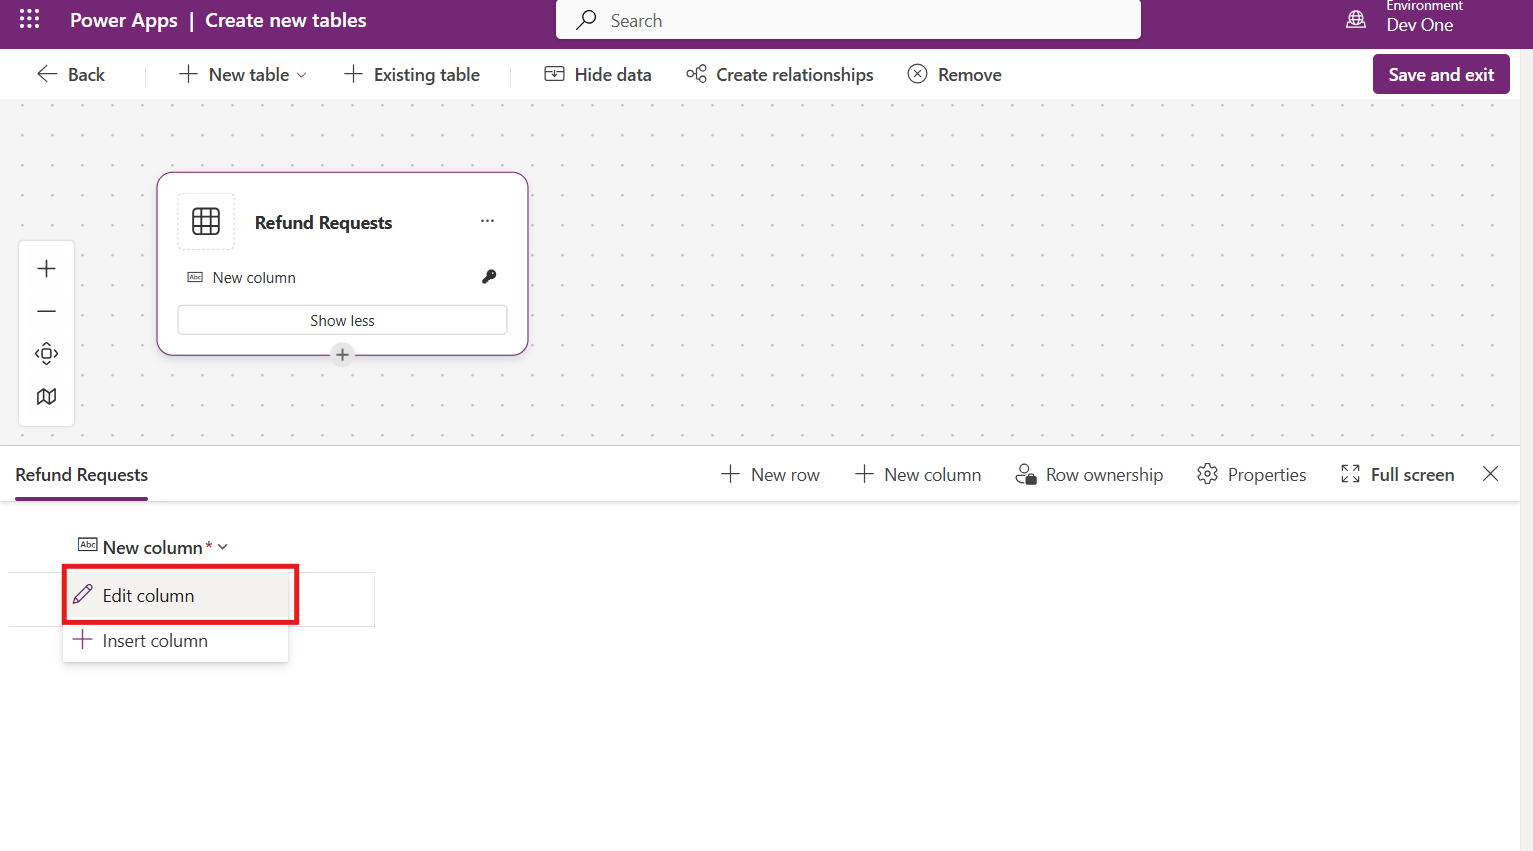 Power Apps | Create new tables
Search
Environment
Dev One
Back
New table
Existing table
Hide data
Create relationships
Remove
Save and exit
Refund Requests
...
Abc New column
Show less
Refund Requests
New row
New column
Row ownership
Properties
Full screen
Abc New column *
Edit column
Insert column